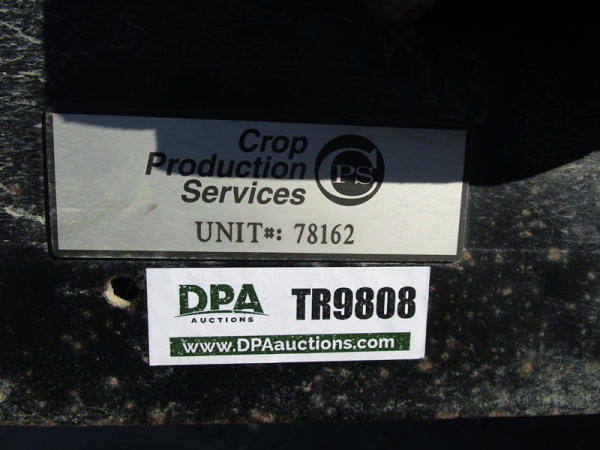 Crop
Production
Services
CPS
UNIT#: 78162
DPA
AUCTIONS
TR9808
www.DPAauctions.com